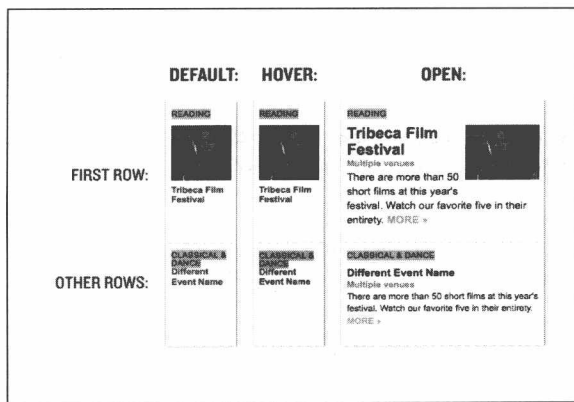 DEFAULT: HOVER: OPEN:
FIRST ROW:
READING
Tribeca Film
Festival
READING
Tribeca Film
Festival
READING
Tribeca Film
Festival
Multiple venues
There are more than 50
short films at this year's
festival. Watch our favorite five in their
entirety. MORE »
OTHER ROWS:
CLASSICAL &
DANCE
Different
Event Name
CLASSICAL &
DANCE
Different
Event Name
CLASSICAL & DANCE
Different Event Name
Multiple venues
There are more than 50 short films at this year's
festival. Watch our favorite five in their entirety.
MORE »